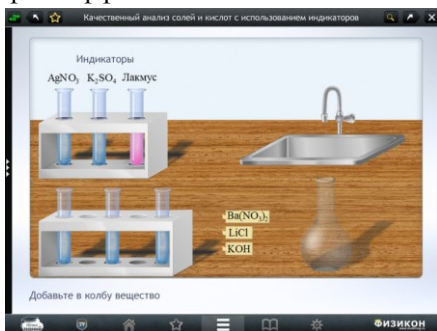 Качественный анализ солей и кислот с использованием индикаторов
Индикаторы
AgNO₃ K₂SO₄ Лакмус
Ba(NO₃)₂
LiCl
KOH
Добавьте в колбу вещество
ФИЗИКОН